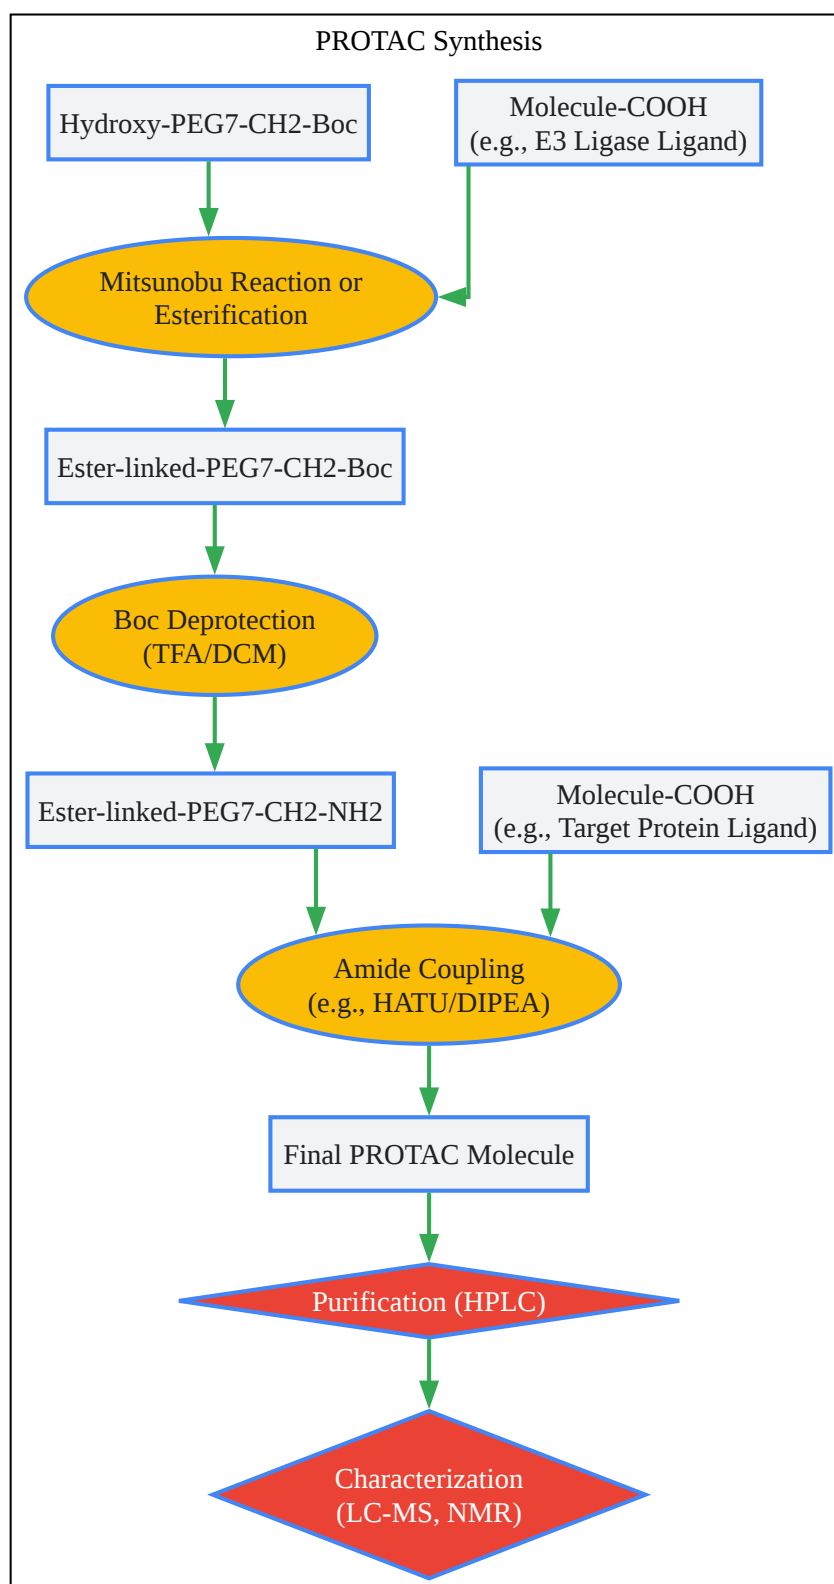 PROTAC Synthesis
Hydroxy-PEG7-CH2-Boc
Molecule-COOH
(e.g., E3 Ligase Ligand)
Mitsunobu Reaction or
Esterification
Ester-linked-PEG7-CH2-Boc
Boc Deprotection
(TFA/DCM)
Ester-linked-PEG7-CH2-NH2
Molecule-COOH
(e.g., Target Protein Ligand)
Amide Coupling
(e.g., HATU/DIPEA)
Final PROTAC Molecule
Purification (HPLC)
Characterization
(LC-MS, NMR)